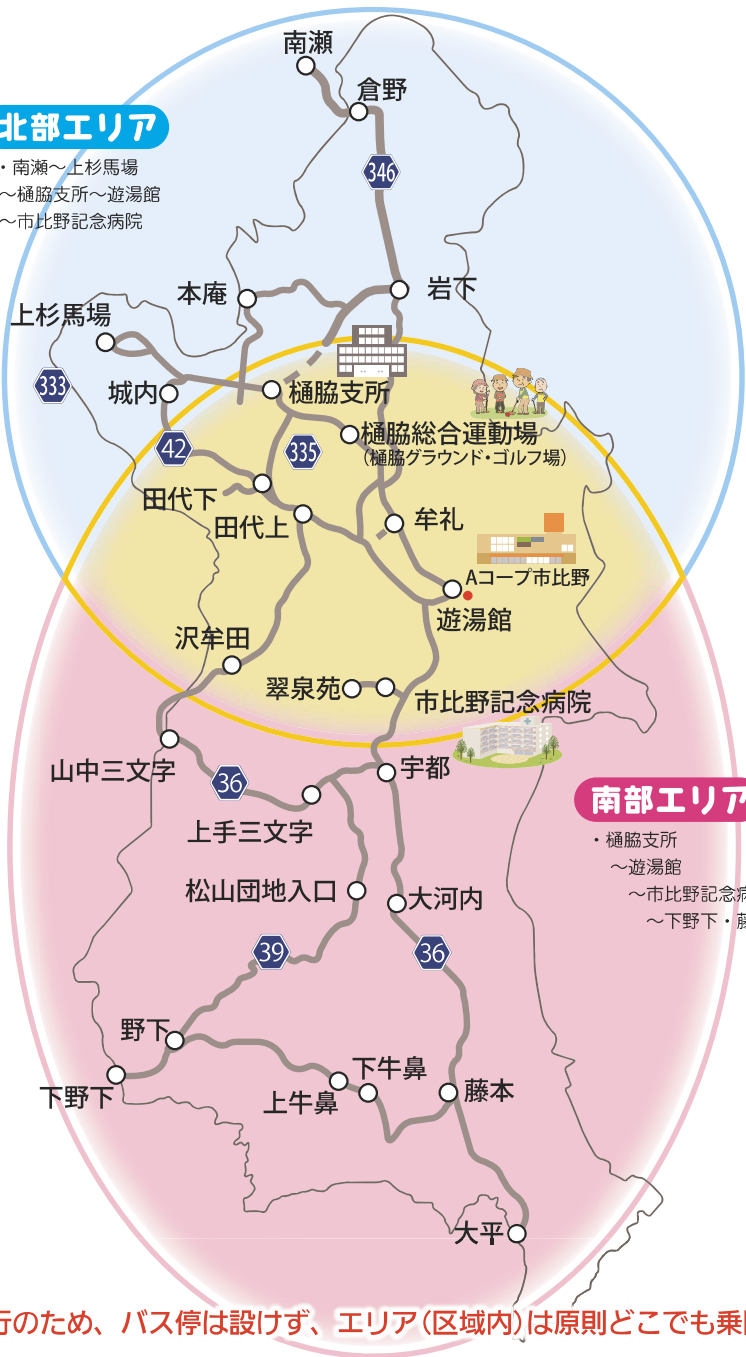 南瀬
倉野
北部エリア
・南瀬～上杉馬場
～樋脇支所～遊湯館
～市比野記念病院
346
本庵
岩下
上杉馬場
333
城内
樋脇支所
42
335
樋脇総合運動場
(樋脇グラウンド・ゴルフ場)
田代下
田代上
牟礼
Aコープ市比野
遊湯館
沢牟田
翠泉苑
市比野記念病院
山中三文字
36
宇都
南部エリア
上手三文字
・樋脇支所
～遊湯館
～市比野記念病
～下野下・藤
松山団地入口
大河内
39
36
野下
下野下
下牛鼻
上牛鼻
藤本
大平
行のため、バス停は設けず、エリア(区域内)は原則どこでも乗